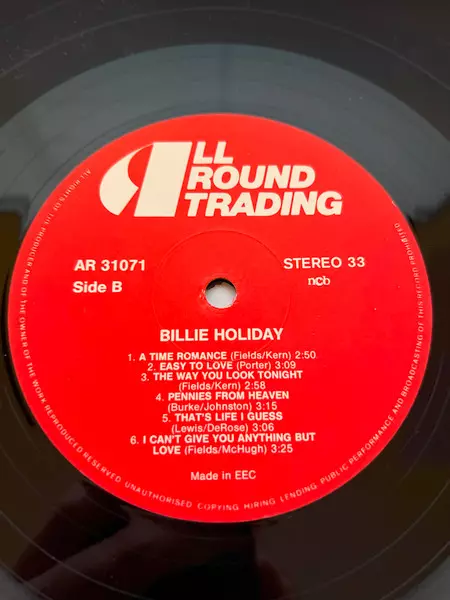 ALL
ROUND
TRADING
AR 31071
STEREO 33
Side B
ncb
BILLIE HOLIDAY
1. A TIME ROMANCE (Fields/Kern) 2:50
2. EASY TO LOVE (Porter) 3:09
3. THE WAY YOU LOOK TONIGHT
(Fields/Kern) 2:58
4. PENNIES FROM HEAVEN
(Burke/Johnston) 3:15
5. THAT'S LIFE I GUESS
(Lewis/DeRose) 3:06
6. I CAN'T GIVE YOU ANYTHING BUT
LOVE (Fields/McHugh) 3:25
Made in EEC
ALL RIGHTS OF THE PRODUCER AND OF THE OWNER OF THE WORK REPRODUCED RESERVED. UNAUTHORISED COPYING HIRING LENDING PUBLIC PERFORMANCE AND BROADCASTING OF THIS RECORD PROHIBITED